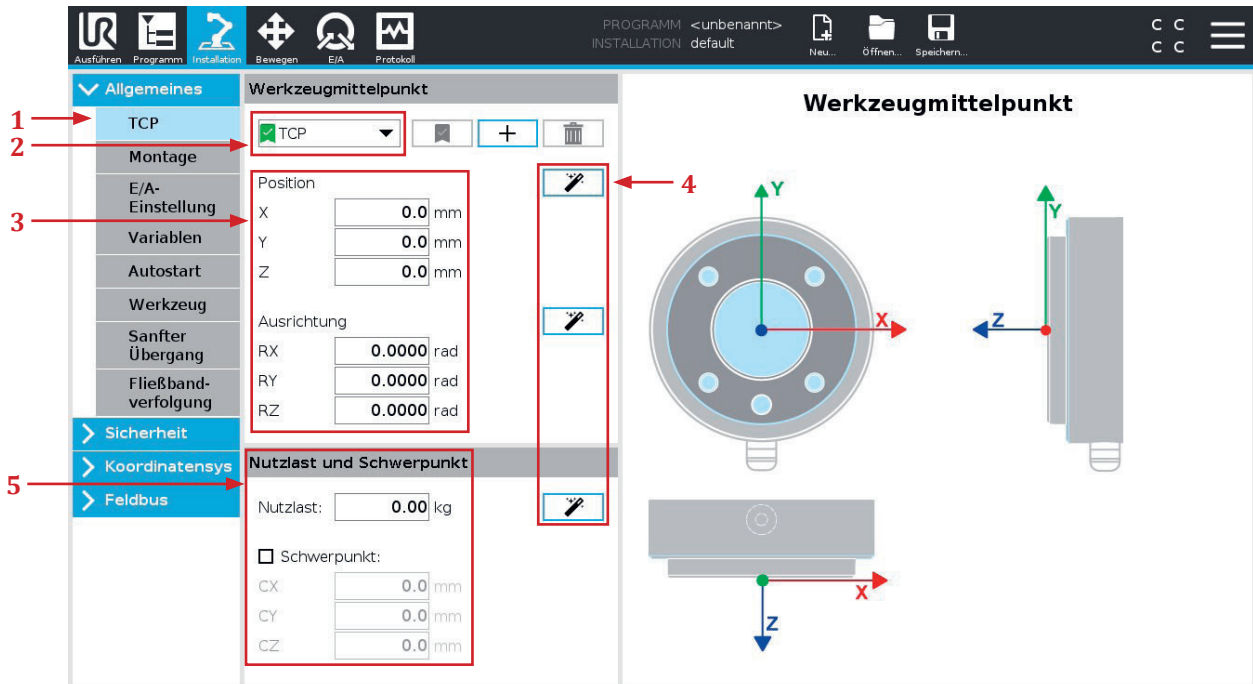 PROGRAMM <unbenannt>
INSTALLATION default
UR
Ausführen Programm Installation Bewegen E/A Protokoll
Neu... Öffnen... Speichern...
C C
C C
Allgemeines
TCP
Montage
E/A-
Einstellung
Variablen
Autostart
Werkzeug
Sanfter
Übergang
Fließband-
verfolgung
Sicherheit
Koordinatensys
Feldbus
1
2
3
4
5
Werkzeugmittelpunkt
TCP
+
Position
X 0.0 mm
Y 0.0 mm
Z 0.0 mm
Ausrichtung
RX 0.0000 rad
RY 0.0000 rad
RZ 0.0000 rad
Nutzlast und Schwerpunkt
Nutzlast: 0.00 kg
Schwerpunkt:
CX 0.0 mm
CY 0.0 mm
CZ 0.0 mm
Werkzeugmittelpunkt
Y
X
Y
Z
X
Z